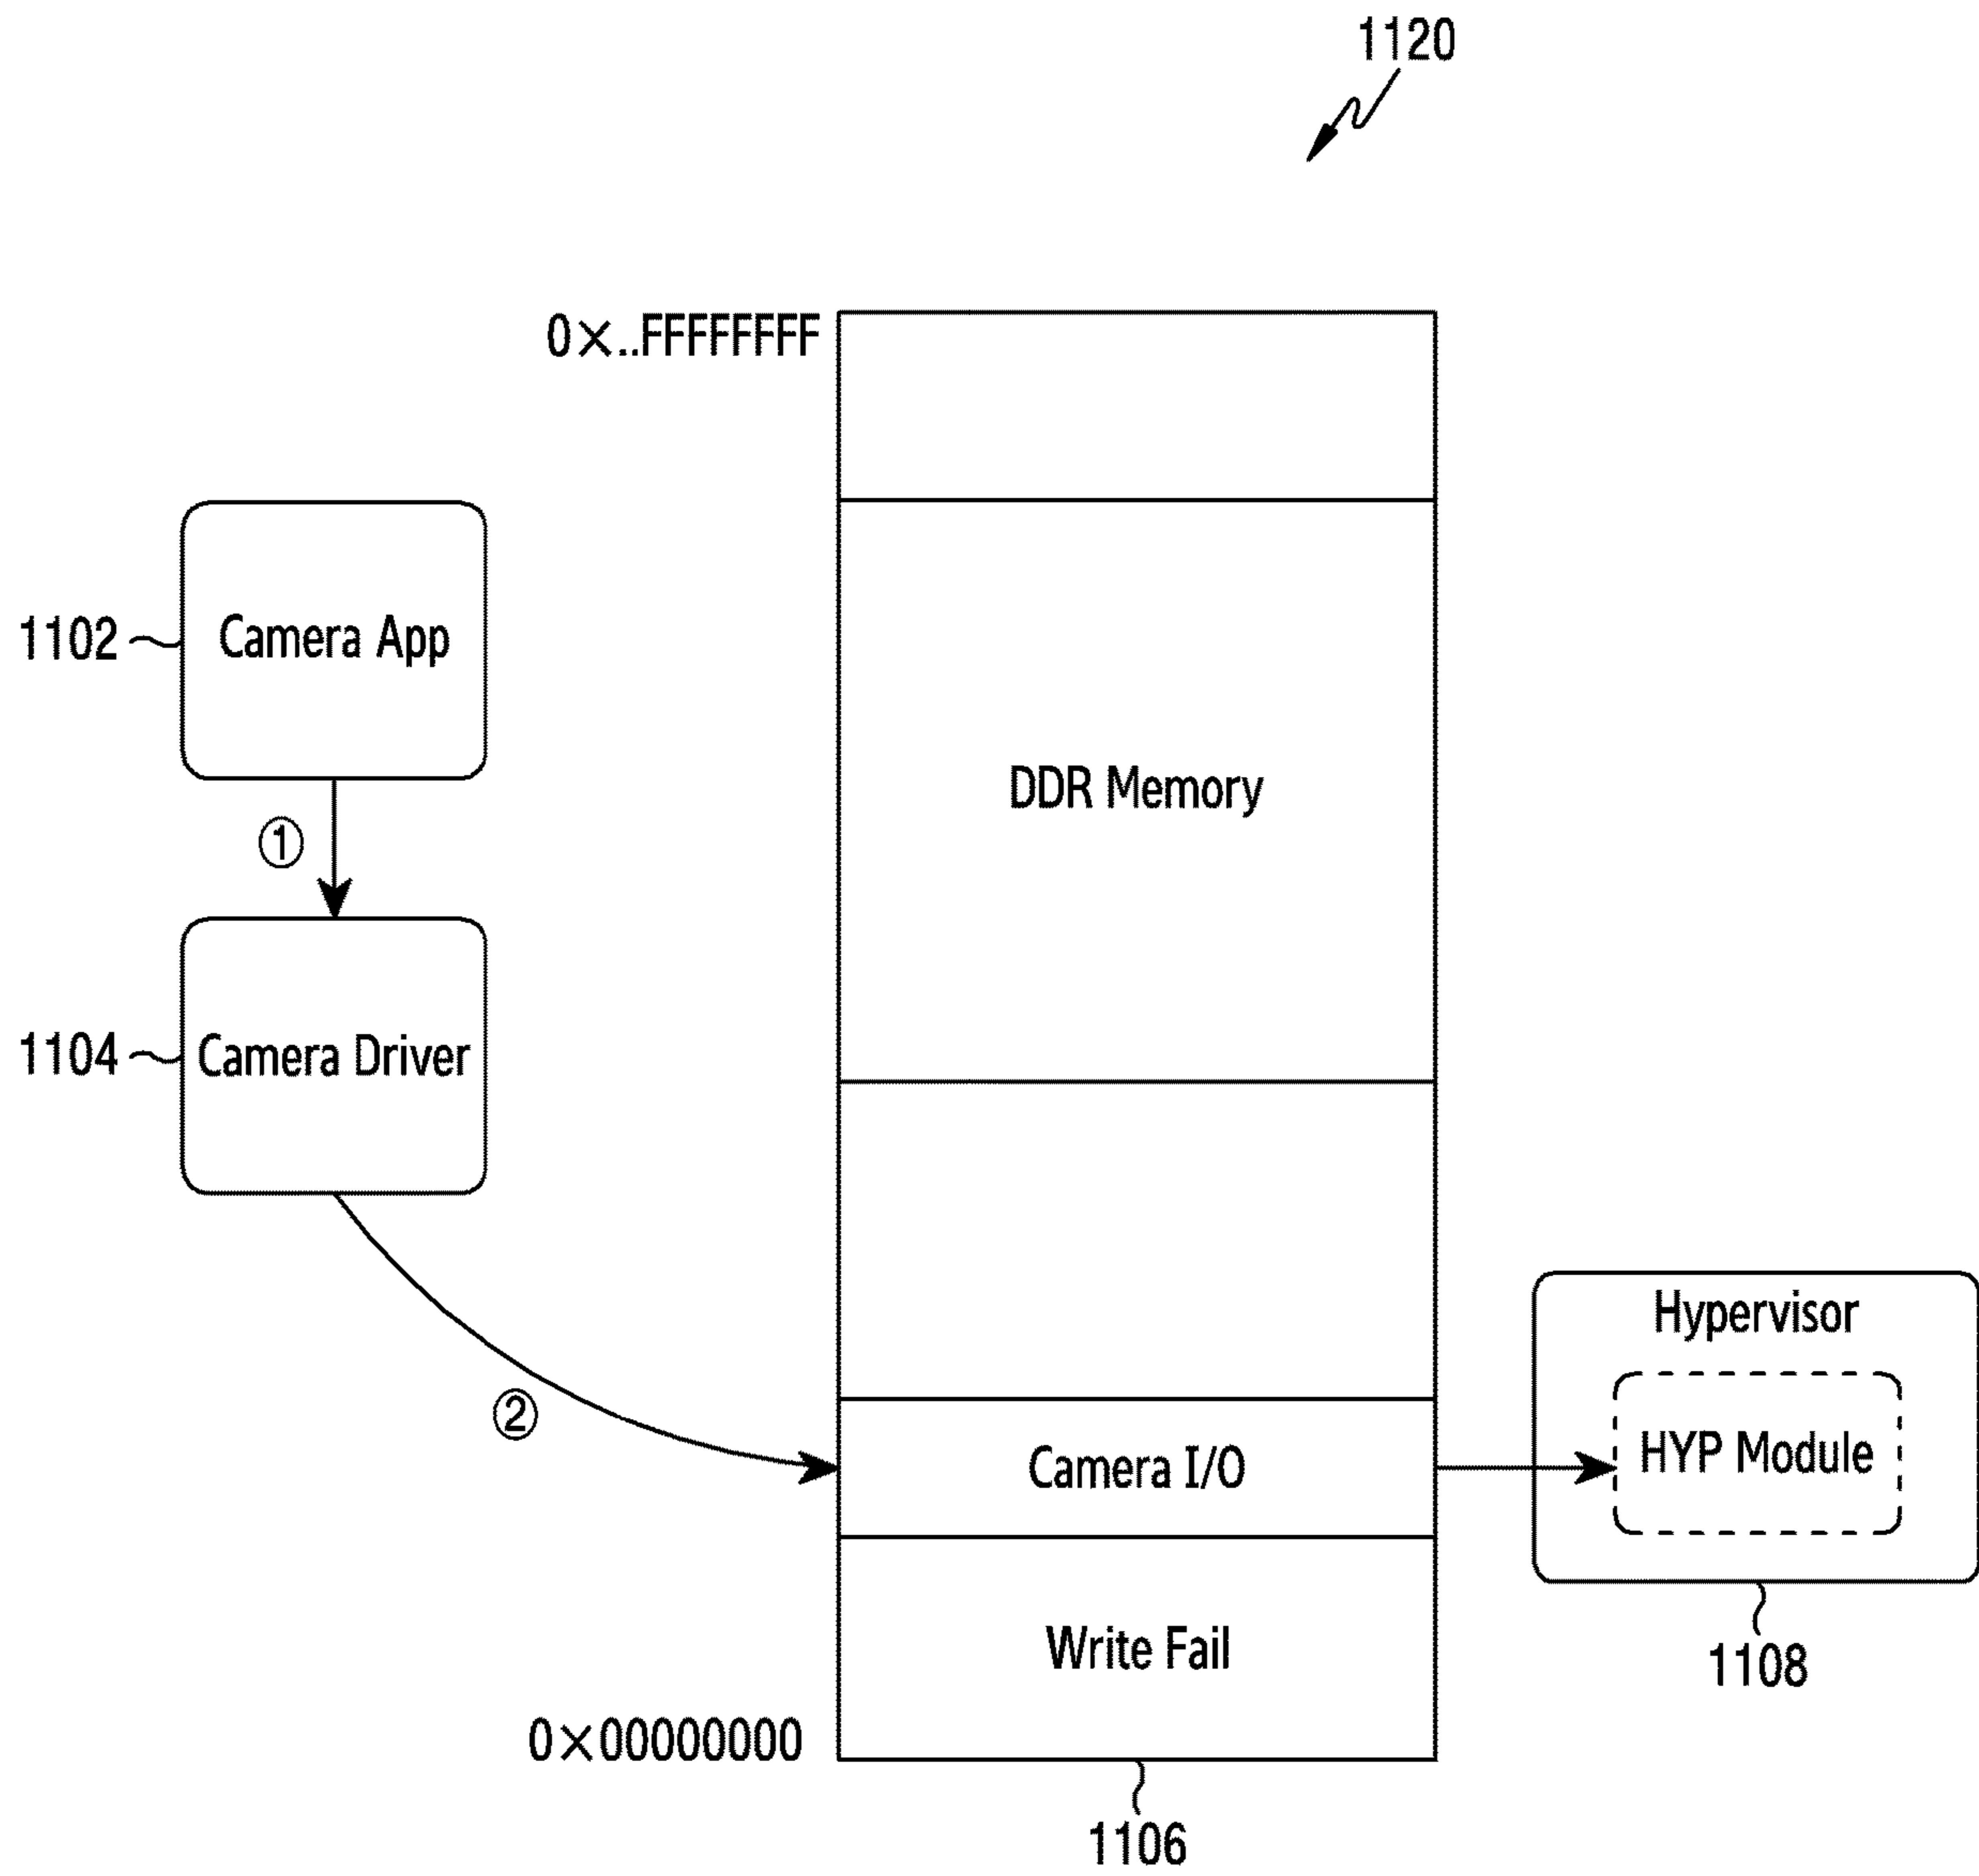 1120
0×..FFFFFFFF
1102
Camera App
DDR Memory
①
1104
Camera Driver
②
Camera I/O
Hypervisor
HYP Module
Write Fail
1108
0×00000000
1106